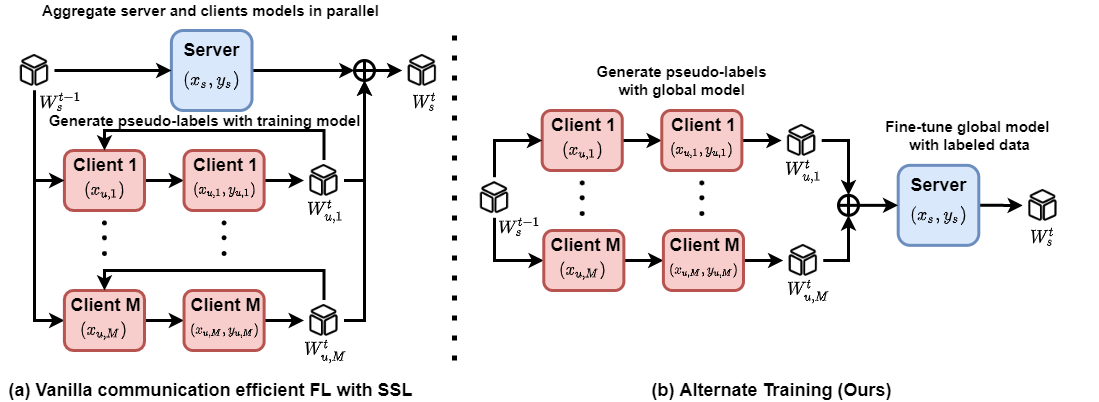 Aggregate server and clients models in parallel
Server
(x_s, y_s)
W_s^{t-1}
W_s^t
Generate pseudo-labels with training model
Client 1
(x_{u,1})
Client 1
(x_{u,1}, y_{u,1})
W_{u,1}^t
Client M
(x_{u,M})
Client M
(x_{u,M}, y_{u,M})
W_{u,M}^t
(a) Vanilla communication efficient FL with SSL
Generate pseudo-labels
with global model
Client 1
(x_{u,1})
Client 1
(x_{u,1}, y_{u,1})
W_{u,1}^t
W_s^{t-1}
Client M
(x_{u,M})
Client M
(x_{u,M}, y_{u,M})
W_{u,M}^t
Fine-tune global model
with labeled data
Server
(x_s, y_s)
W_s^t
(b) Alternate Training (Ours)